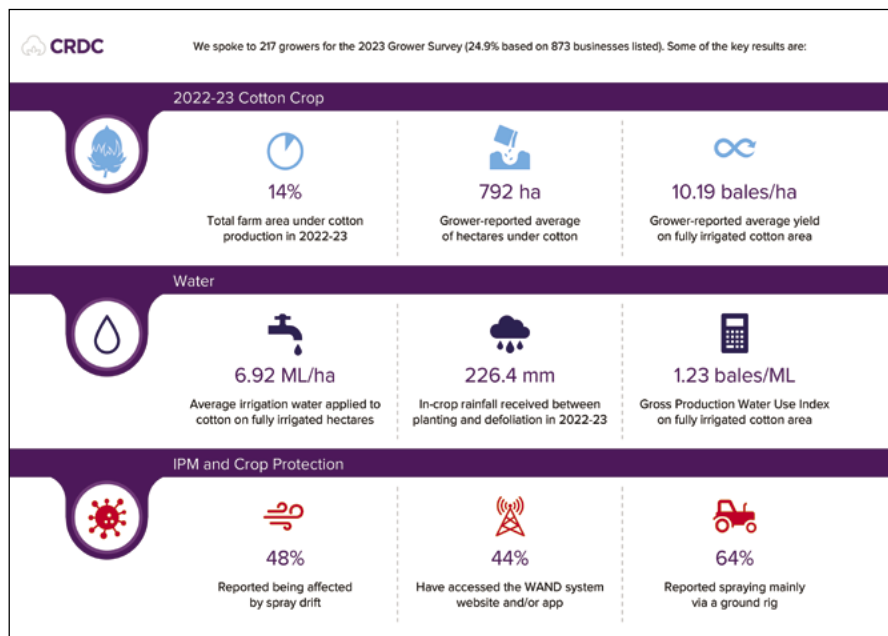 CRDC
We spoke to 217 growers for the 2023 Grower Survey (24.9% based on 873 businesses listed). Some of the key results are:
2022-23 Cotton Crop
14%
Total farm area under cotton
production in 2022-23
792 ha
Grower-reported average
of hectares under cotton
10.19 bales/ha
Grower-reported average yield
on fully irrigated cotton area
Water
6.92 ML/ha
Average irrigation water applied to
cotton on fully irrigated hectares
226.4 mm
In-crop rainfall received between
planting and defoliation in 2022-23
1.23 bales/ML
Gross Production Water Use Index
on fully irrigated cotton area
IPM and Crop Protection
48%
Reported being affected
by spray drift
44%
Have accessed the WAND system
website and/or app
64%
Reported spraying mainly
via a ground rig